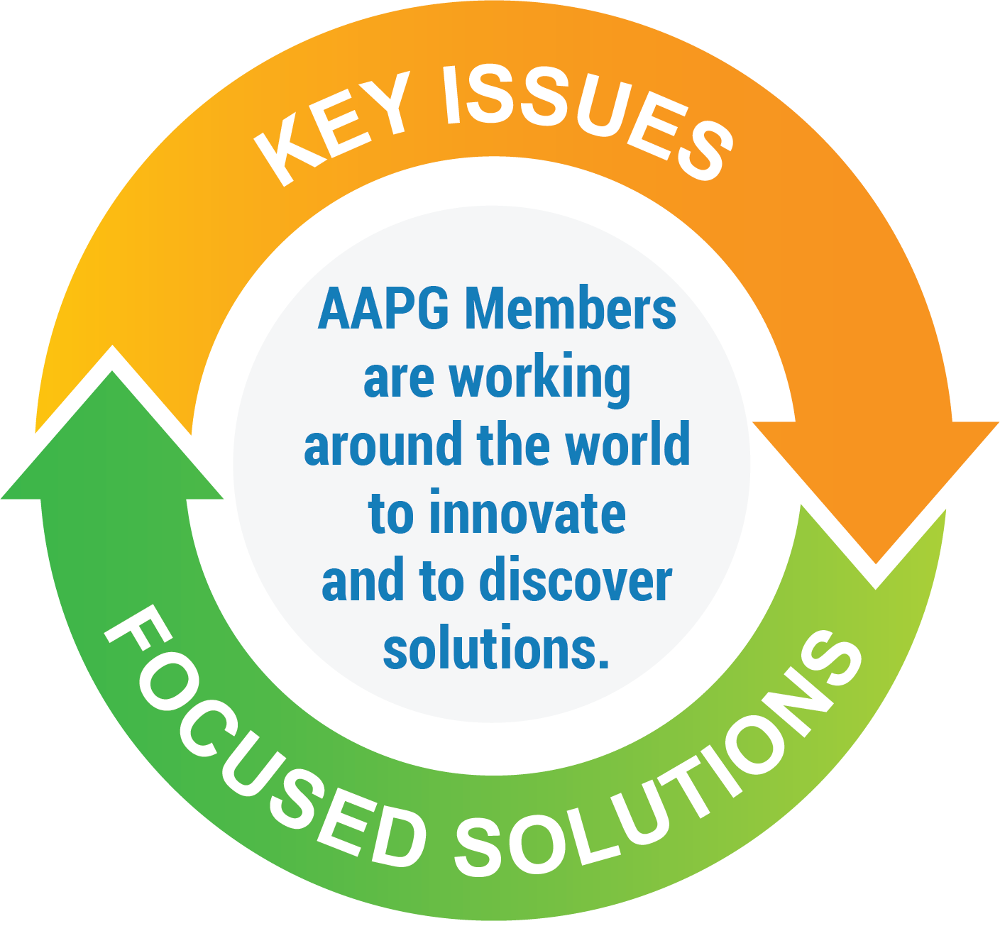 KEY ISSUES
AAPG Members
are working
around the world
to innovate
and to discover
solutions.
FOCUSED SOLUTIONS